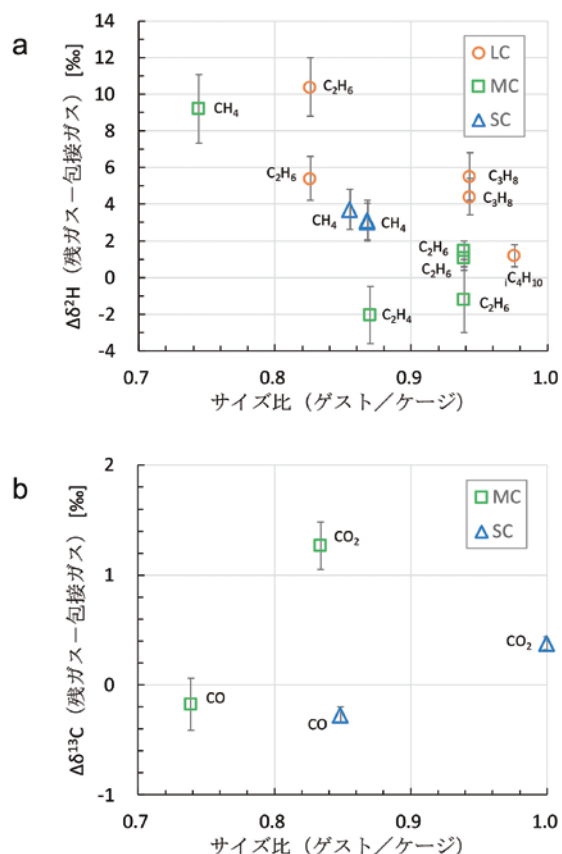 a
Δδ²H（残ガス－包接ガス） [‰]
14
12
10
8
6
4
2
0
-2
-4
LC
MC
SC
CH₄
C₂H₆
C₂H₆
CH₄
CH₄
C₃H₈
C₃H₈
C₂H₆
C₂H₆
C₂H₆
C₂H₄
iC₄H₁₀
0.7
0.8
0.9
1.0
サイズ比（ゲスト／ケージ）
b
Δδ¹³C（残ガス－包接ガス） [‰]
2
1
0
-1
MC
SC
CO₂
CO₂
CO
CO
0.7
0.8
0.9
1.0
サイズ比（ゲスト／ケージ）